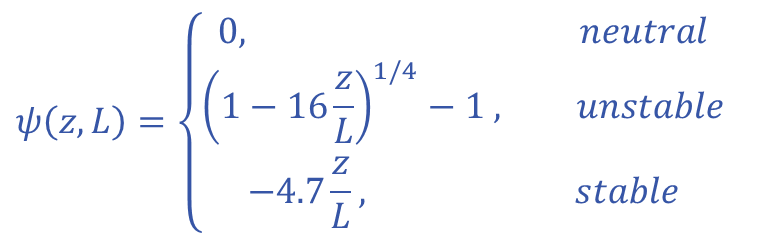 ψ(z, L) = { 0, neutral
(1 − 16 z/L)^{1/4} − 1 , unstable
−4.7 z/L , stable